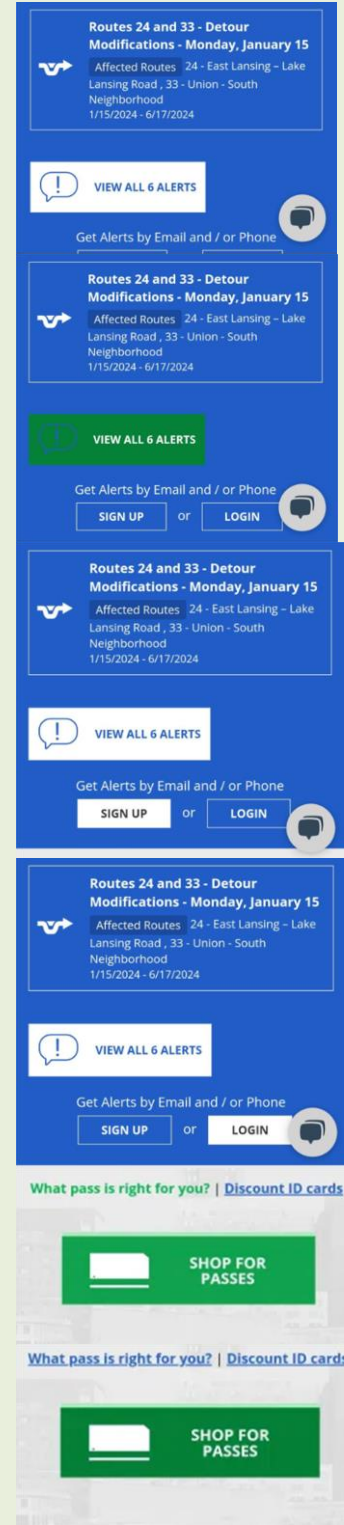 Routes 24 and 33 - Detour
Modifications - Monday, January 15
Affected Routes 24 - East Lansing – Lake
Lansing Road , 33 - Union - South
Neighborhood
1/15/2024 - 6/17/2024
VIEW ALL 6 ALERTS
Get Alerts by Email and / or Phone
Routes 24 and 33 - Detour
Modifications - Monday, January 15
Affected Routes 24 - East Lansing – Lake
Lansing Road , 33 - Union - South
Neighborhood
1/15/2024 - 6/17/2024
VIEW ALL 6 ALERTS
Get Alerts by Email and / or Phone
SIGN UP or LOGIN
Routes 24 and 33 - Detour
Modifications - Monday, January 15
Affected Routes 24 - East Lansing – Lake
Lansing Road , 33 - Union - South
Neighborhood
1/15/2024 - 6/17/2024
VIEW ALL 6 ALERTS
Get Alerts by Email and / or Phone
SIGN UP or LOGIN
Routes 24 and 33 - Detour
Modifications - Monday, January 15
Affected Routes 24 - East Lansing – Lake
Lansing Road , 33 - Union - South
Neighborhood
1/15/2024 - 6/17/2024
VIEW ALL 6 ALERTS
Get Alerts by Email and / or Phone
SIGN UP or LOGIN
What pass is right for you? | Discount ID cards
SHOP FOR
PASSES
What pass is right for you? | Discount ID cards
SHOP FOR
PASSES